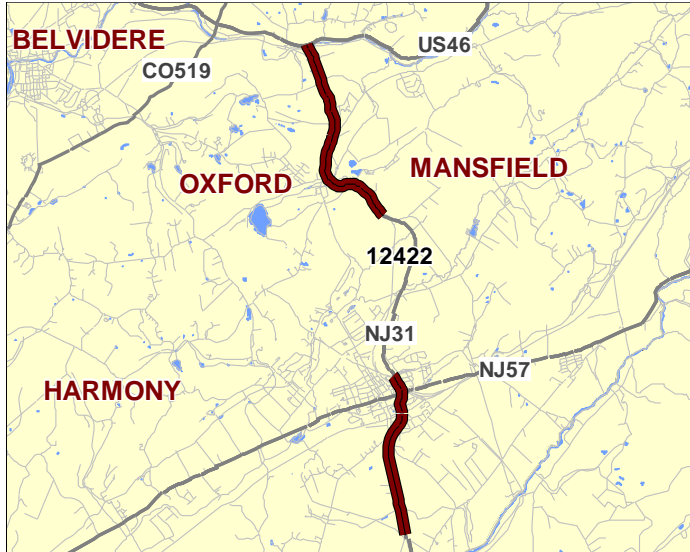 BELVIDERE
US46
CO519
MANSFIELD
OXFORD
12422
NJ31
NJ57
HARMONY